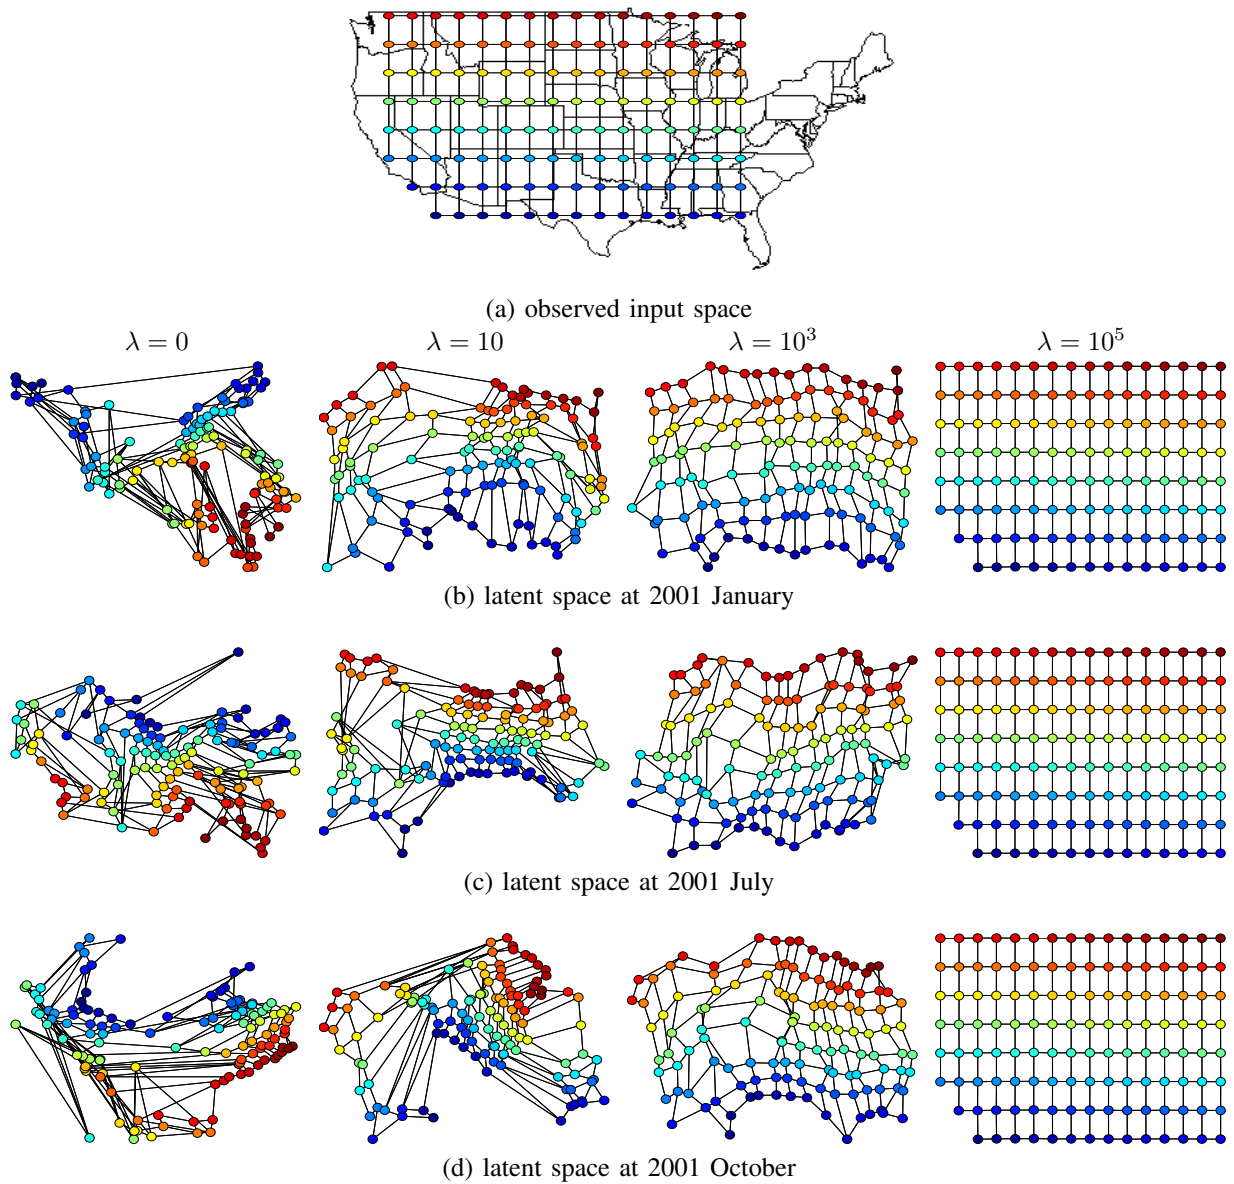 (a) observed input space
λ = 0
λ = 10
λ = 10³
λ = 10⁵
(b) latent space at 2001 January
(c) latent space at 2001 July
(d) latent space at 2001 October